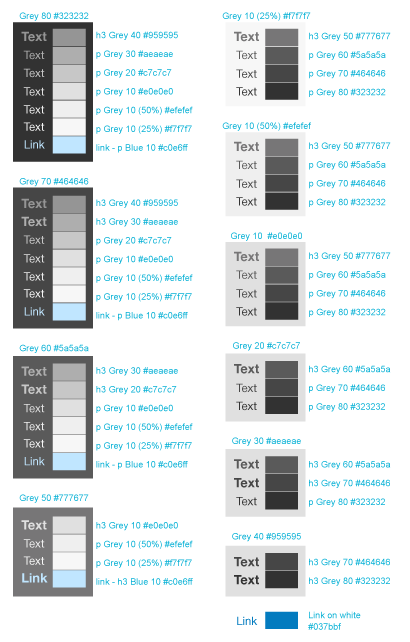 Grey 80 #323232
Text h3 Grey 40 #959595
Text p Grey 30 #aeaeae
Text p Grey 20 #c7c7c7
Text p Grey 10 #e0e0e0
Text p Grey 10 (50%) #efefef
Text p Grey 10 (25%) #f7f7f7
Link link - p Blue 10 #c0e6ff
Grey 70 #464646
Text h3 Grey 40 #959595
Text h3 Grey 30 #aeaeae
Text p Grey 20 #c7c7c7
Text p Grey 10 #e0e0e0
Text p Grey 10 (50%) #efefef
Text p Grey 10 (25%) #f7f7f7
Link link - p Blue 10 #c0e6ff
Grey 60 #5a5a5a
Text h3 Grey 30 #aeaeae
Text h3 Grey 20 #c7c7c7
Text p Grey 10 #e0e0e0
Text p Grey 10 (50%) #efefef
Text p Grey 10 (25%) #f7f7f7
Link link - p Blue 10 #c0e6ff
Grey 50 #777677
Text h3 Grey 10 #e0e0e0
Text p Grey 10 (50%) #efefef
Text p Grey 10 (25%) #f7f7f7
Link link - h3 Blue 10 #c0e6ff
Grey 10 (25%) #f7f7f7
Text h3 Grey 50 #777677
Text p Grey 60 #5a5a5a
Text p Grey 70 #464646
Text p Grey 80 #323232
Grey 10 (50%) #efefef
Text h3 Grey 50 #777677
Text p Grey 60 #5a5a5a
Text p Grey 70 #464646
Text p Grey 80 #323232
Grey 10 #e0e0e0
Text h3 Grey 50 #777677
Text p Grey 60 #5a5a5a
Text p Grey 70 #464646
Text p Grey 80 #323232
Grey 20 #c7c7c7
Text h3 Grey 60 #5a5a5a
Text p Grey 70 #464646
Text p Grey 80 #323232
Grey 30 #aeaeae
Text h3 Grey 60 #5a5a5a
Text h3 Grey 70 #464646
Text p Grey 80 #323232
Grey 40 #959595
Text h3 Grey 70 #464646
Text h3 Grey 80 #323232
Link Link on white
#037bbf